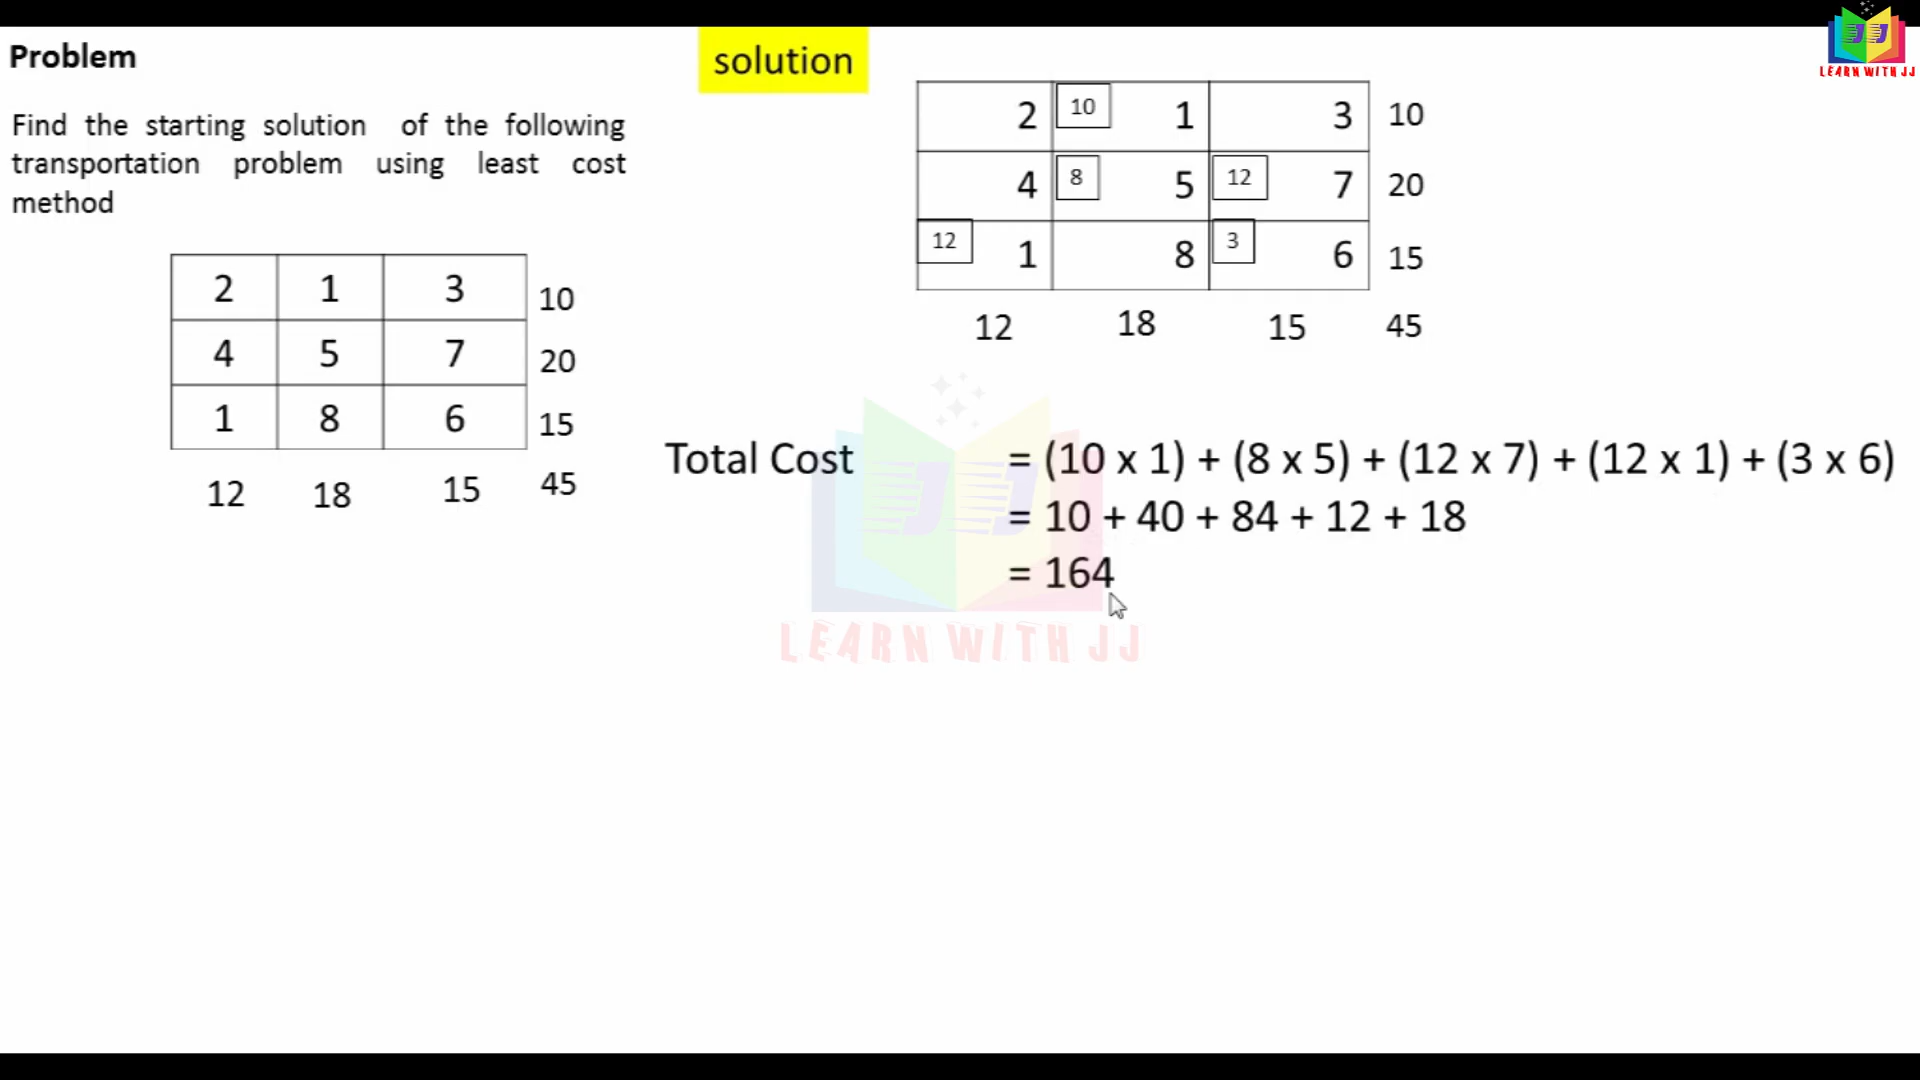 Problem
Find the starting solution of the following
transportation problem using least cost
method
2 1 3 10
4 5 7 20
1 8 6 15
12 18 15 45
solution
2 10 1 3 10
4 8 5 12 7 20
12 1 8 3 6 15
12 18 15 45
Total Cost = (10 x 1) + (8 x 5) + (12 x 7) + (12 x 1) + (3 x 6)
= 10 + 40 + 84 + 12 + 18
= 164
JJ
LEARN WITH JJ
JJ
LEARN WITH JJ